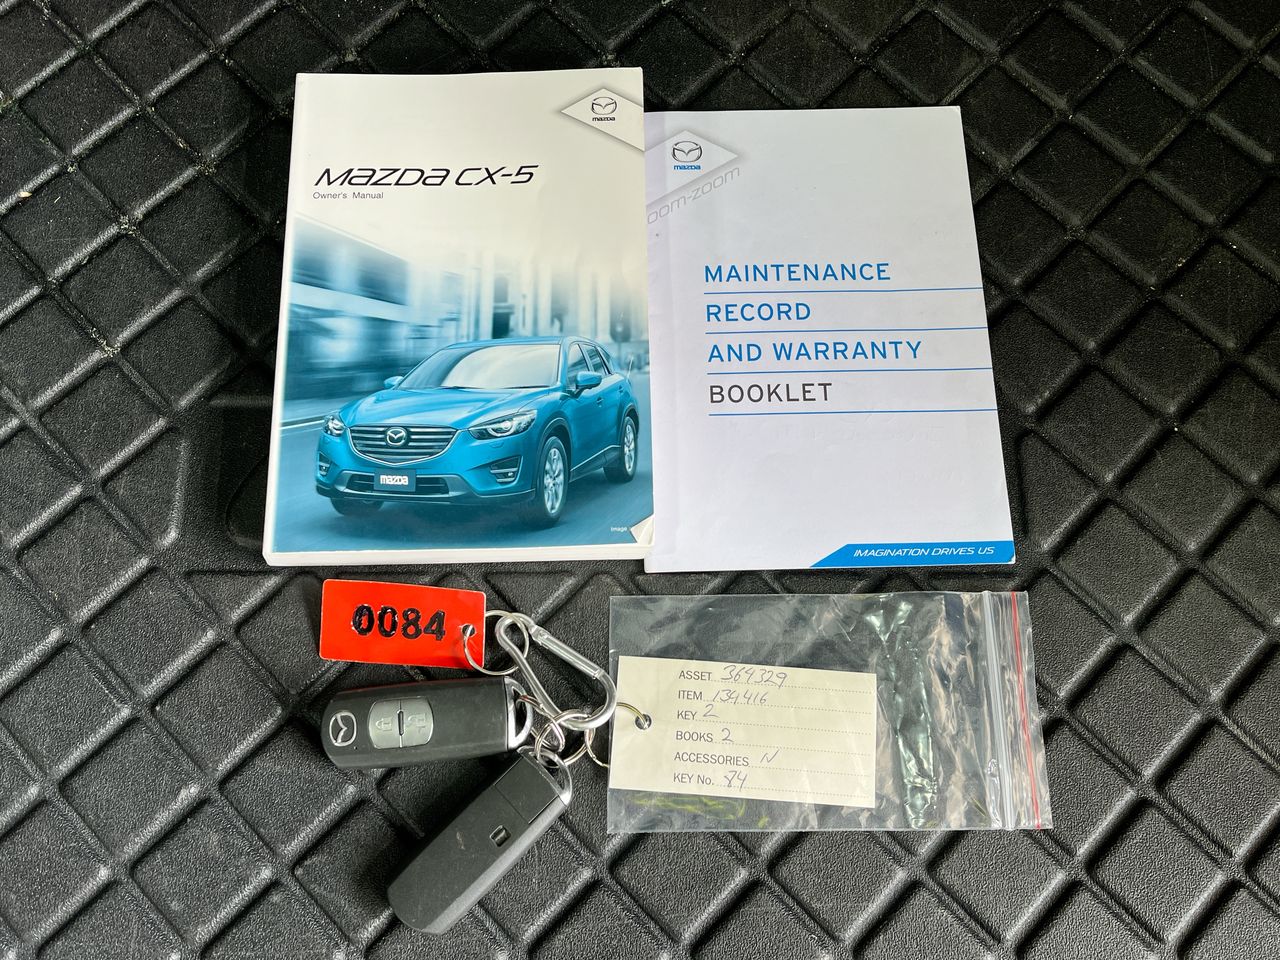 mazda
mazda CX-5
Owner's Manual
mazda
Image
mazda
oom-zoom
MAINTENANCE
RECORD
AND WARRANTY
BOOKLET
IMAGINATION DRIVES US
0084
ASSET 364329
ITEM 134416
KEY 2
BOOKS 2
ACCESSORIES N
KEY No. 84